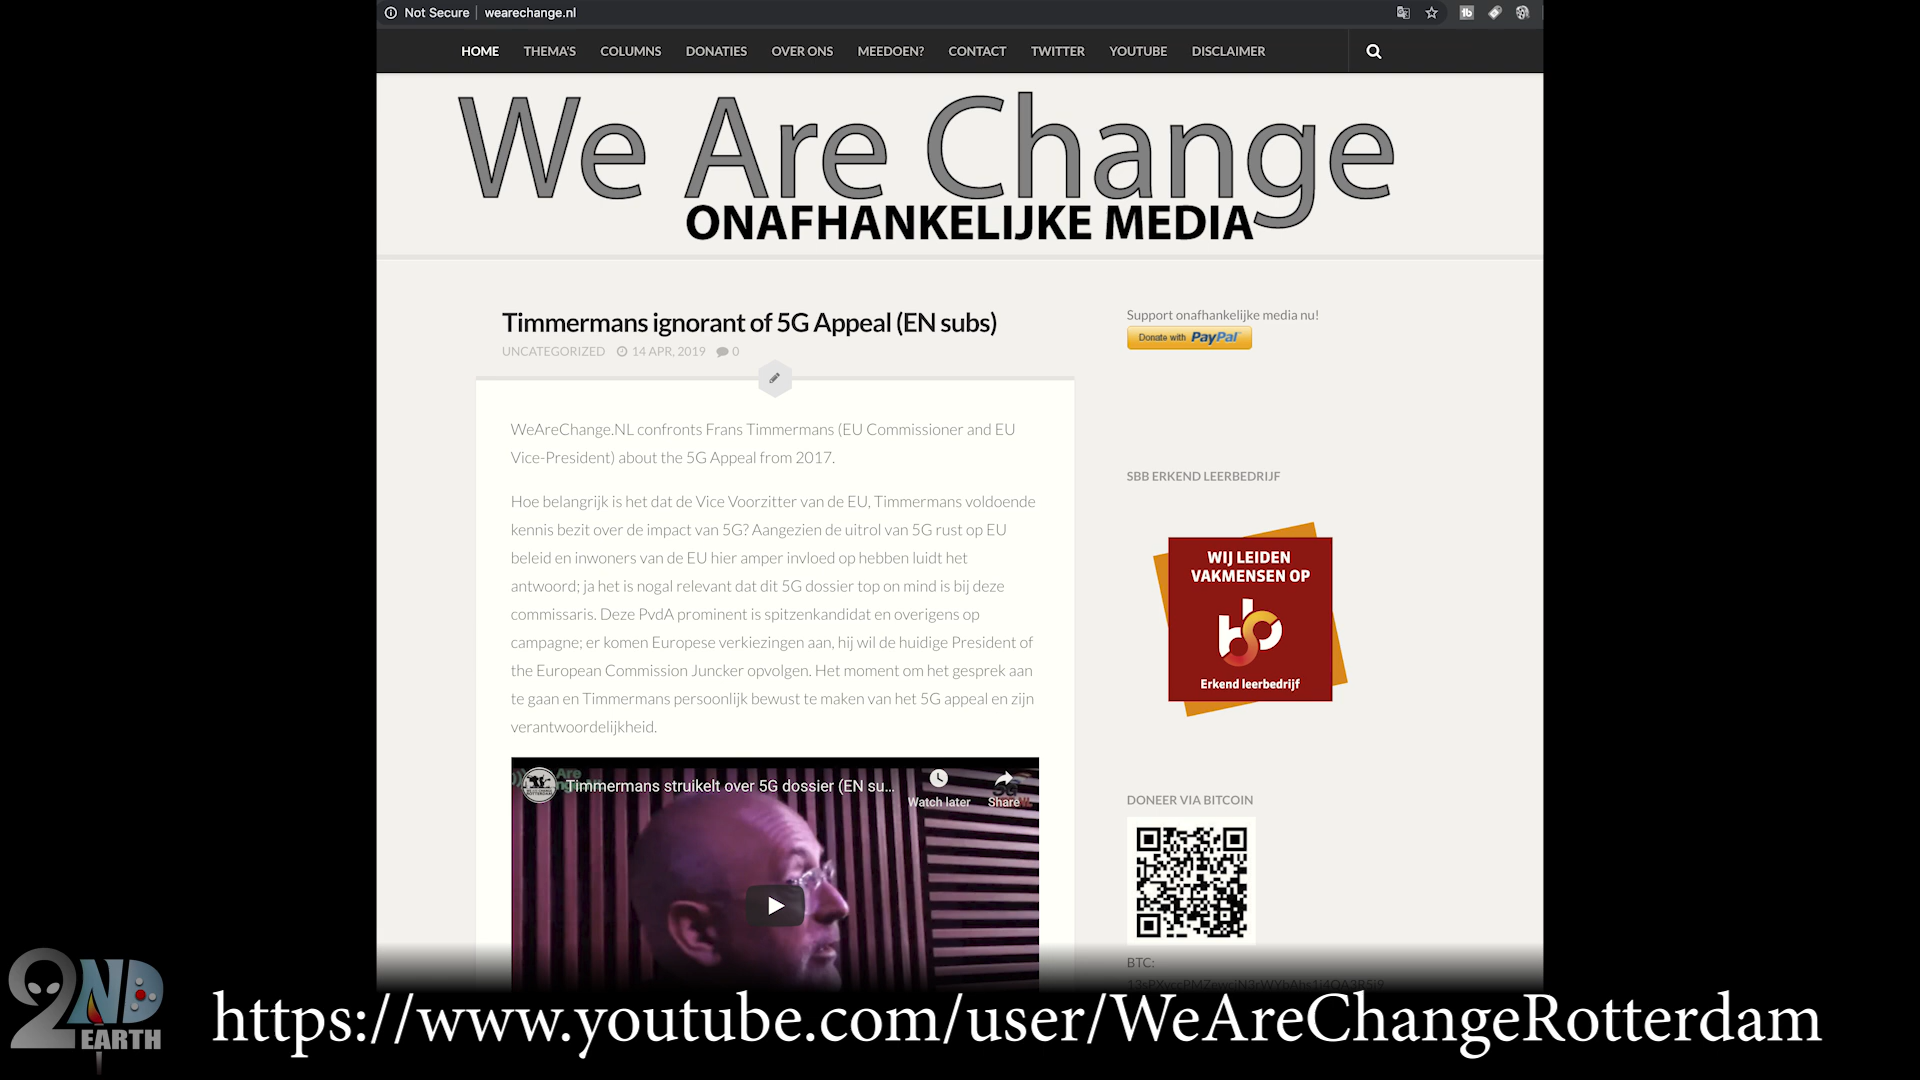 Not Secure wearechange.nl
HOME THEMA'S COLUMNS DONATIES OVER ONS MEEDOEN? CONTACT TWITTER YOUTUBE DISCLAIMER
We Are Change
ONAFHANKELIJKE MEDIA
Timmermans ignorant of 5G Appeal (EN subs)
UNCATEGORIZED 14 APR, 2019 0
WeAreChange.NL confronts Frans Timmermans (EU Commissioner and EU
Vice-President) about the 5G Appeal from 2017.
Hoe belangrijk is het dat de Vice Voorzitter van de EU, Timmermans voldoende
kennis bezit over de impact van 5G? Aangezien de uitrol van 5G rust op EU
beleid en inwoners van de EU hier amper invloed op hebben luidt het
antwoord; ja het is nogal relevant dat dit 5G dossier top on mind is bij deze
commissaris. Deze PvdA prominent is spitzenkandidat en overigens op
campagne; er komen Europese verkiezingen aan, hij wil de huidige President of
the European Commission Juncker opvolgen. Het moment om het gesprek aan
te gaan en Timmermans persoonlijk bewust te maken van het 5G appeal en zijn
verantwoordelijkheid.
Timmermans struikelt over 5G dossier (EN su...
Watch later Share
Support onafhankelijke media nu!
Donate with PayPal
SBB ERKEND LEERBEDRIJF
WIJ LEIDEN
VAKMENSEN OP
Erkend leerbedrijf
DONEER VIA BITCOIN
BTC:
2ND
EARTH
https://www.youtube.com/user/WeAreChangeRotterdam